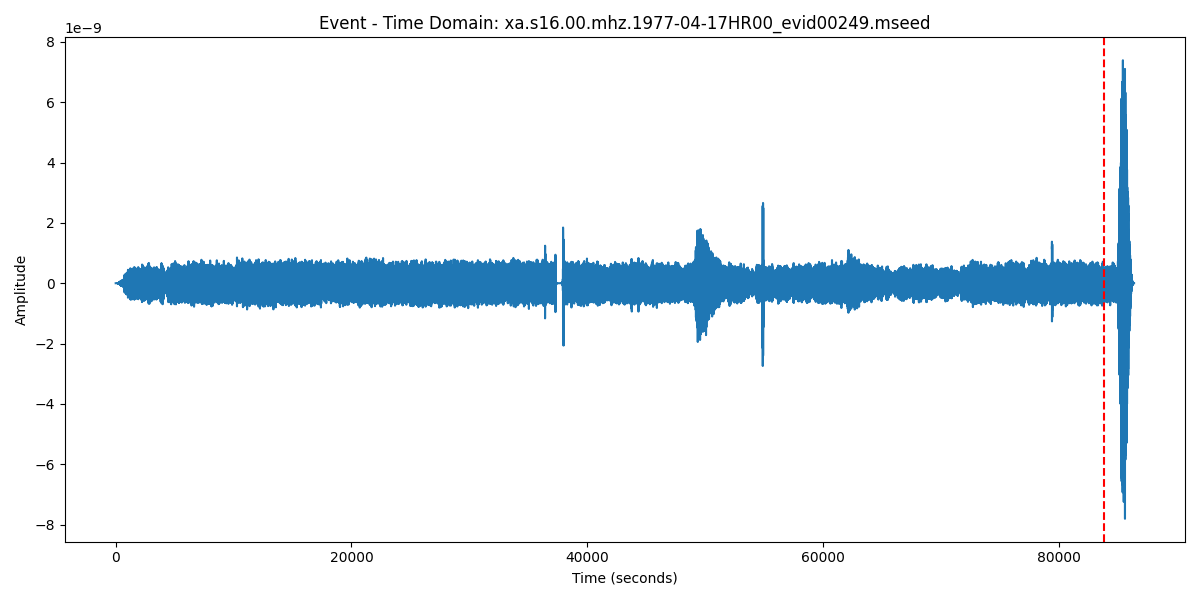 Event - Time Domain: xa.s16.00.mhz.1977-04-17HR00_evid00249.mseed
1e−9
8
6
4
2
0
−2
−4
−6
−8
Amplitude
0 20000 40000 60000 80000
Time (seconds)